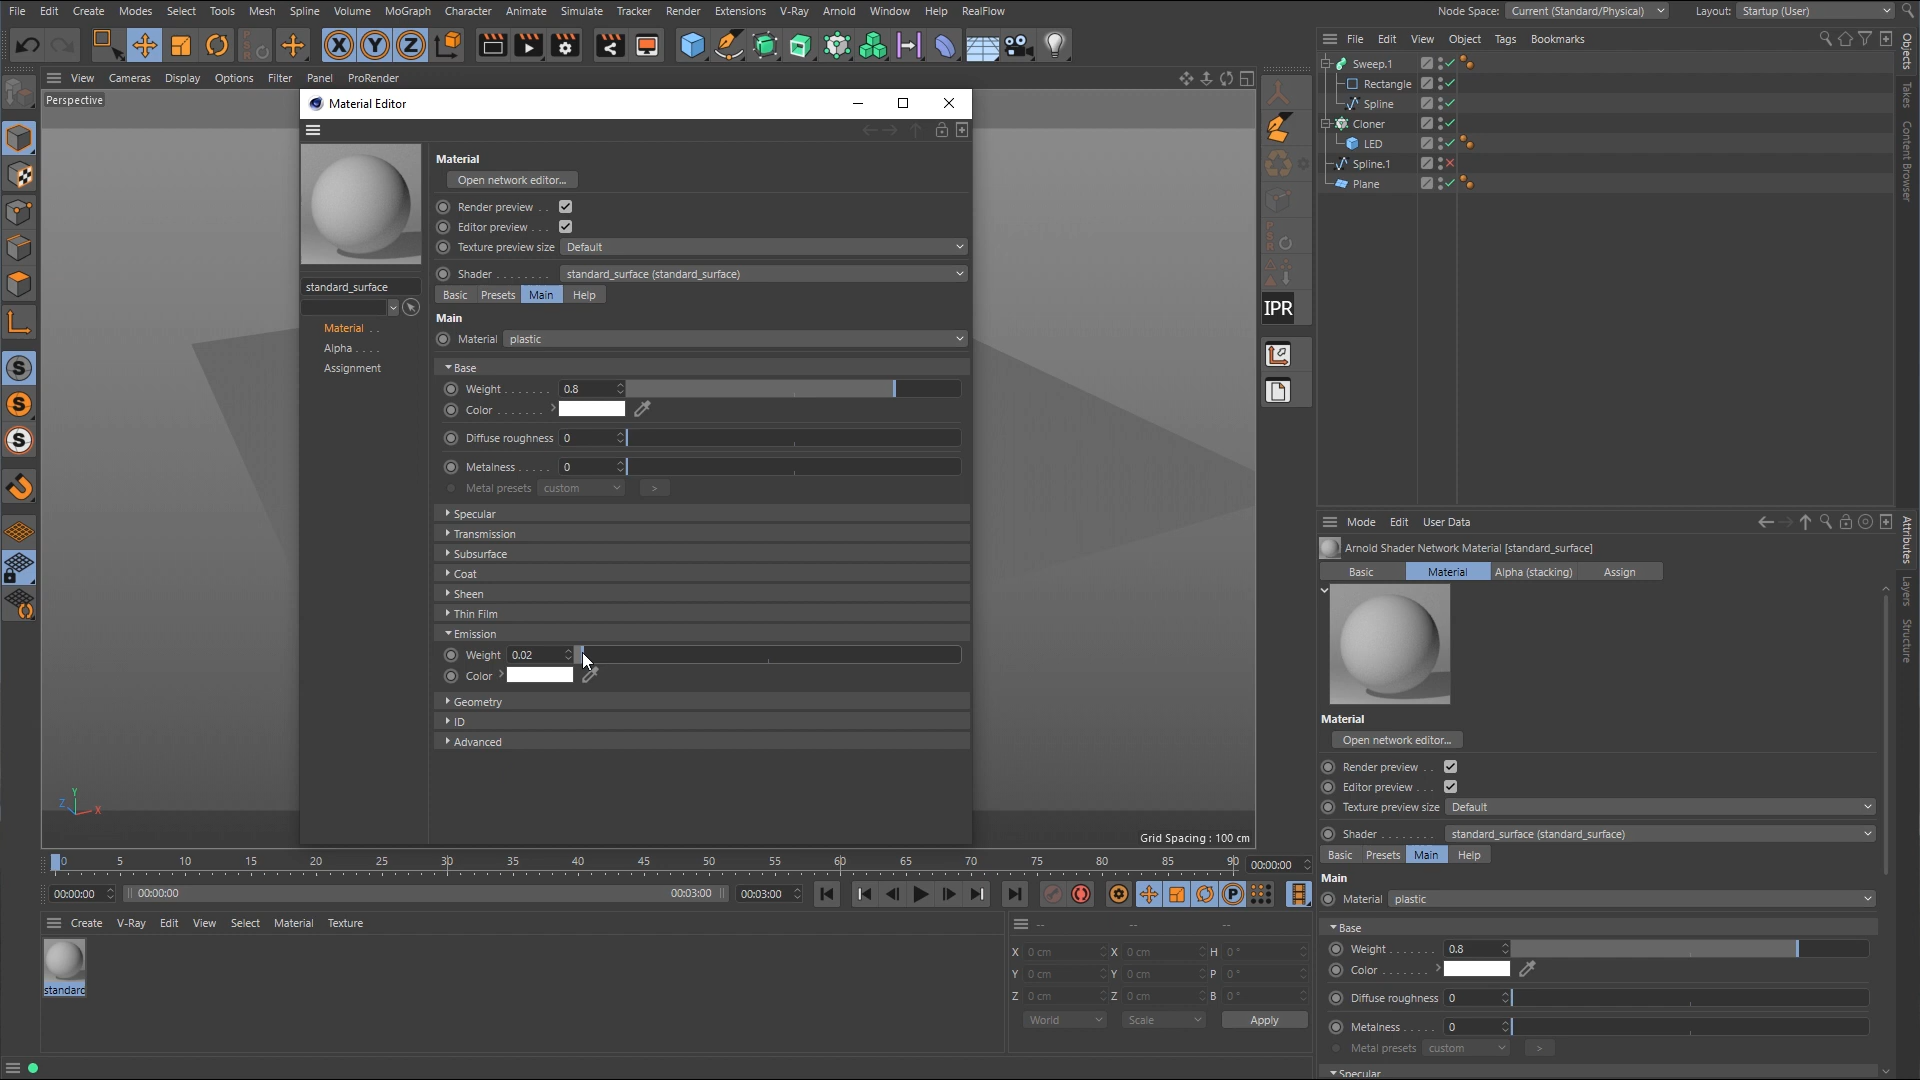 File Edit Create Modes Select Tools Mesh Spline Volume MoGraph Character Animate Simulate Tracker Render Extensions V-Ray Arnold Window Help RealFlow
Node Space: Current (Standard/Physical) Layout: Startup (User)
File Edit View Object Tags Bookmarks
View Cameras Display Options Filter Panel ProRender
Perspective
Material Editor
Sweep.1
Rectangle
Spline
Cloner
LED
Spline.1
Plane
Objects
Takes
Content Browser
X Y Z
PSR
PSR
IPR
S
S
S
Material
Open network editor...
Render preview . .
Editor preview . . .
Texture preview size Default
Shader . . . . . . . . standard_surface (standard_surface)
Basic Presets Main Help
standard_surface
Material . .
Alpha . . . .
Assignment
Main
Material plastic
Base
Weight . . . . . . . 0.8
Color . . . . . . .
Diffuse roughness 0
Metalness . . . . . 0
Metal presets custom >
Specular
Transmission
Subsurface
Coat
Sheen
Thin Film
Emission
Weight 0.02
Color
Geometry
ID
Advanced
Y
Z X
Grid Spacing : 100 cm
0 5 10 15 20 25 30 35 40 45 50 55 60 65 70 75 80 85 90 00:00:00
00:00:00 00:00:00 00:03:00 00:03:00
P
Create V-Ray Edit View Select Material Texture
standard
-- -- --
X 0 cm X 0 cm H 0 °
Y 0 cm Y 0 cm P 0 °
Z 0 cm Z 0 cm B 0 °
World Scale Apply
Mode Edit User Data
Attributes
Layers
Structure
Arnold Shader Network Material [standard_surface]
Basic Material Alpha (stacking) Assign
Material
Open network editor...
Render preview . .
Editor preview . . .
Texture preview size Default
Shader . . . . . . . . standard_surface (standard_surface)
Basic Presets Main Help
Main
Material plastic
Base
Weight . . . . . . . 0.8
Color . . . . . . .
Diffuse roughness 0
Metalness . . . . . 0
Metal presets custom >
Specular